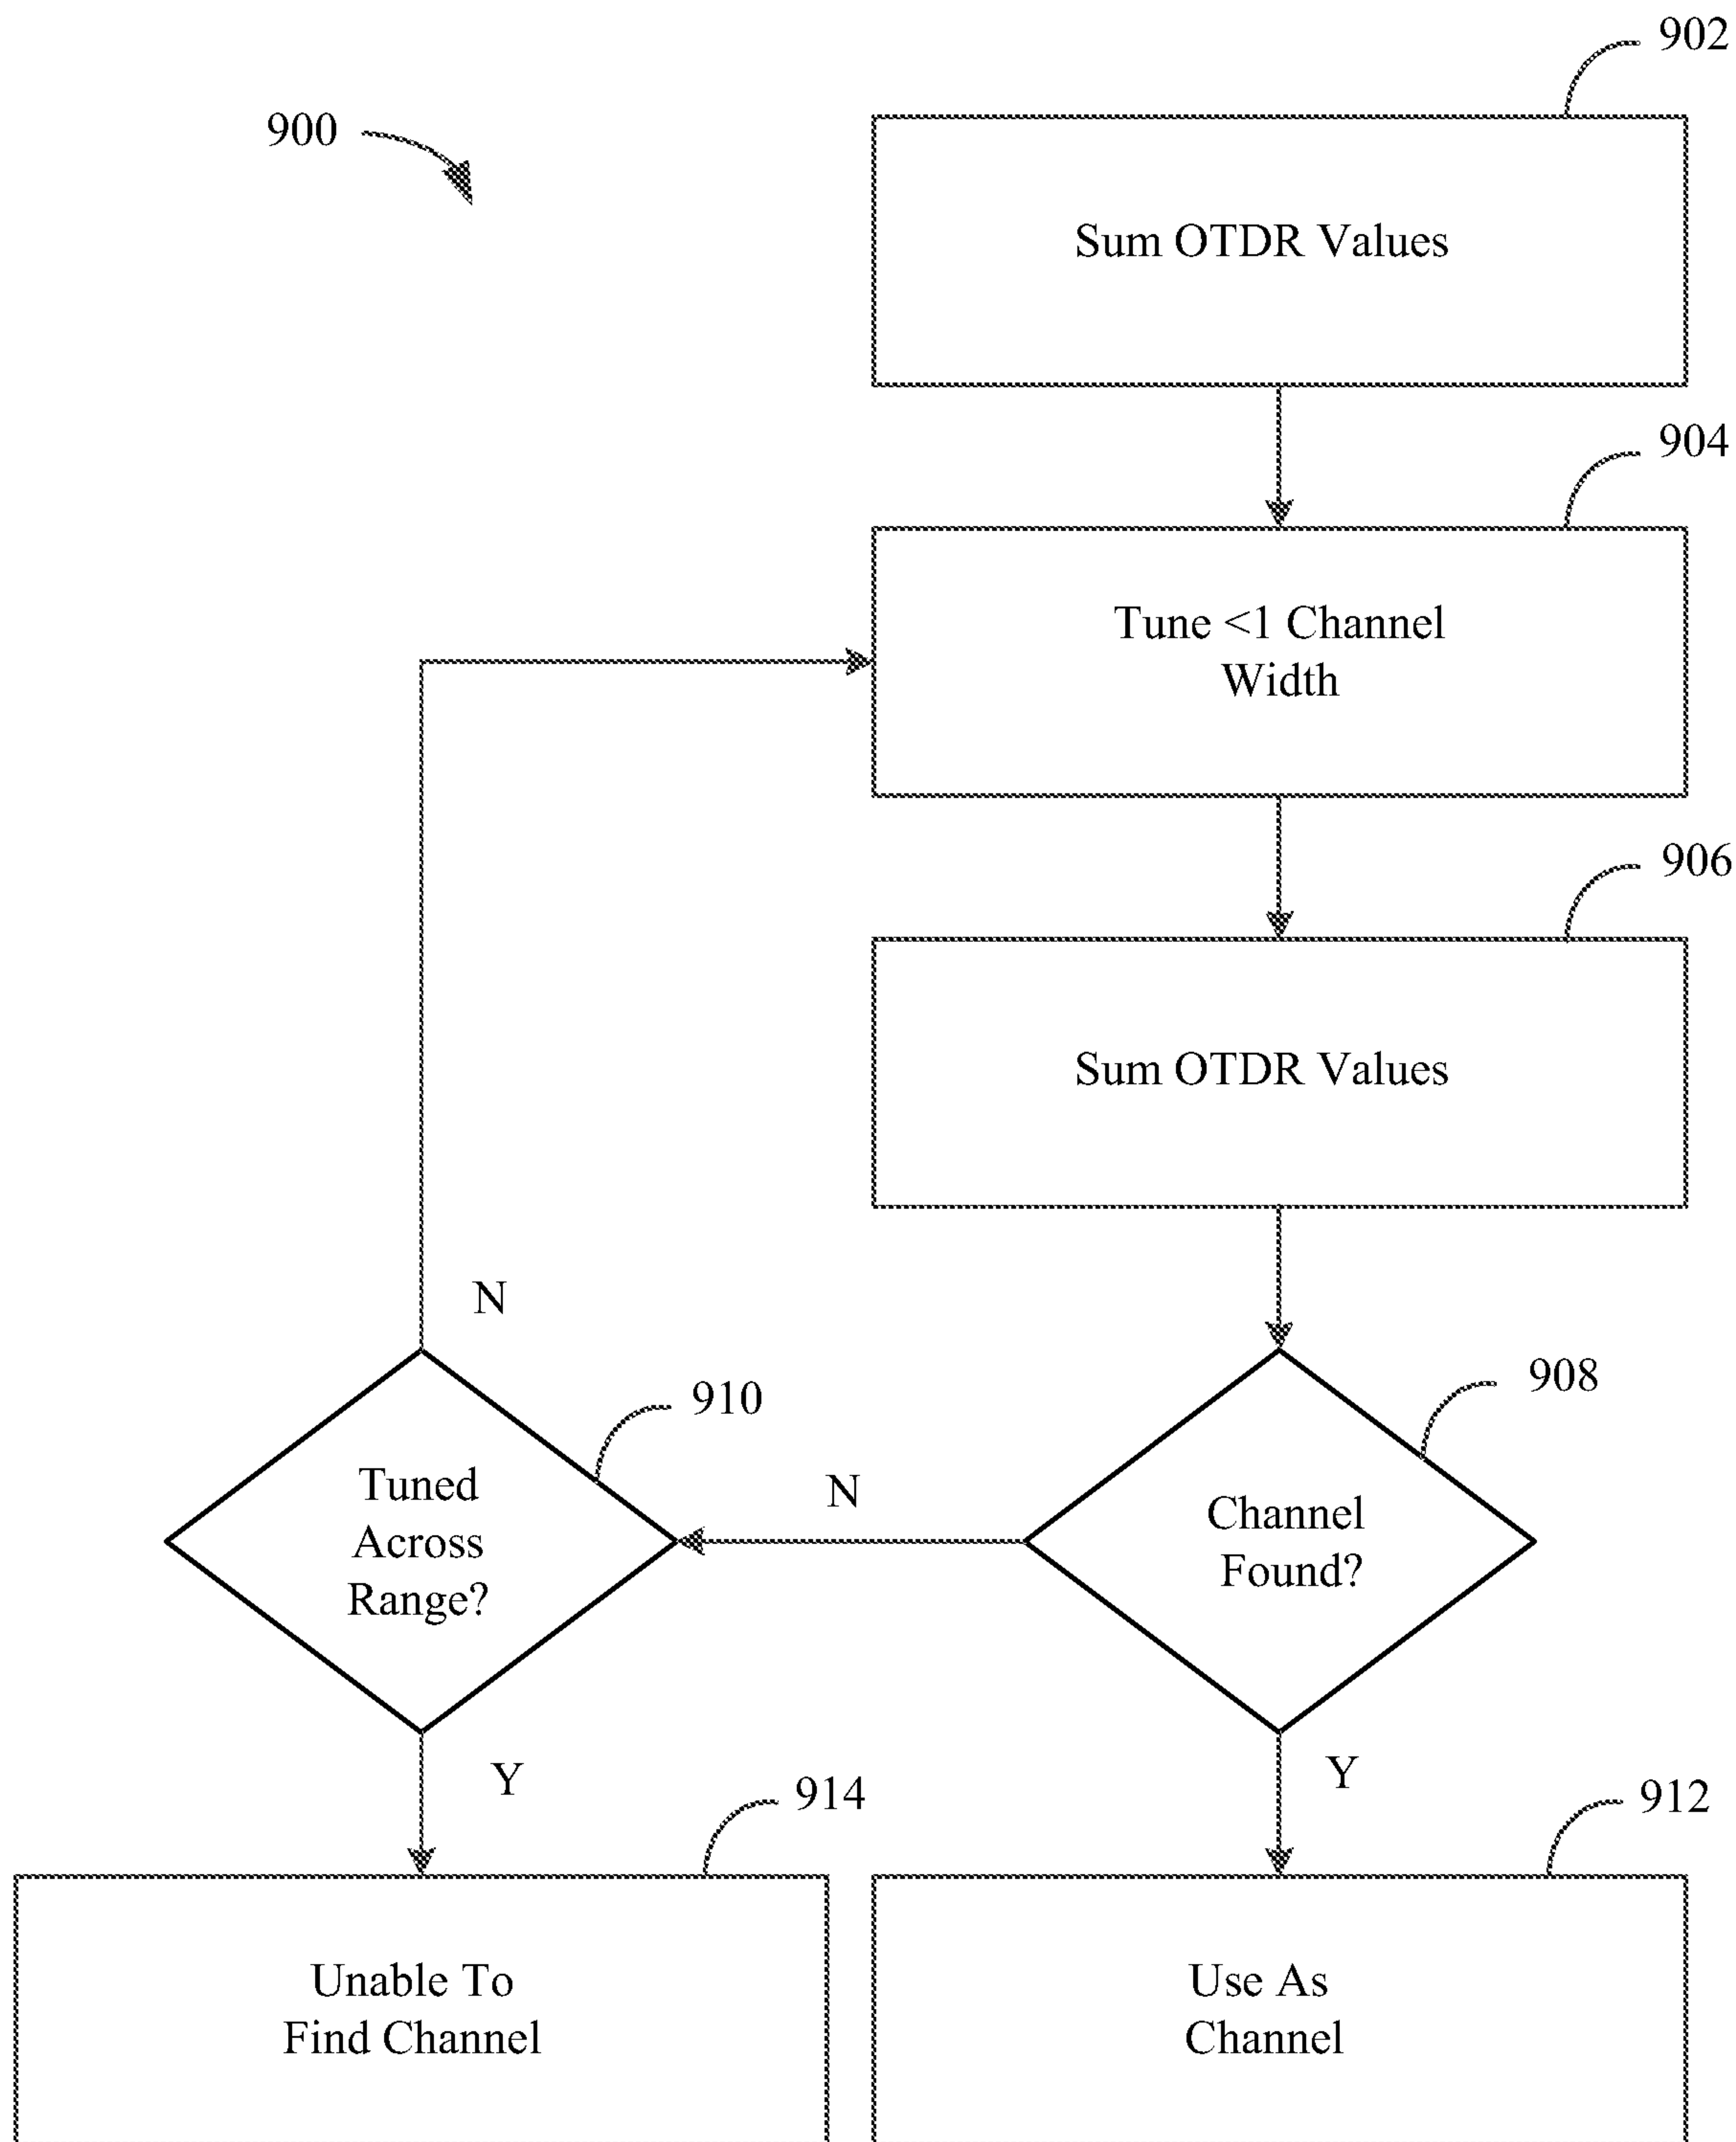 902
900
Sum OTDR Values
904
Tune <1 Channel
Width
906
Sum OTDR Values
N
908
910
N
Tuned
Across
Range?
Channel
Found?
Y
Y
914
912
Unable To
Find Channel
Use As
Channel